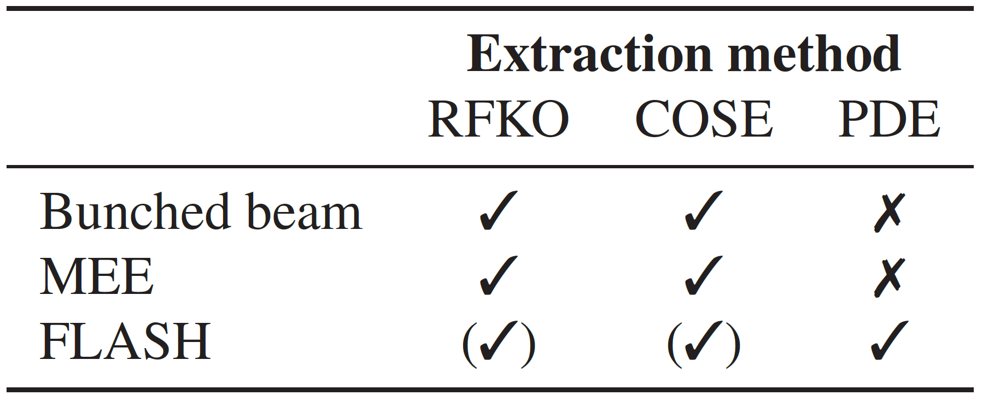 Extraction method
RFKO COSE PDE
Bunched beam ✓ ✓ ✗
MEE ✓ ✓ ✗
FLASH (✓) (✓) ✓